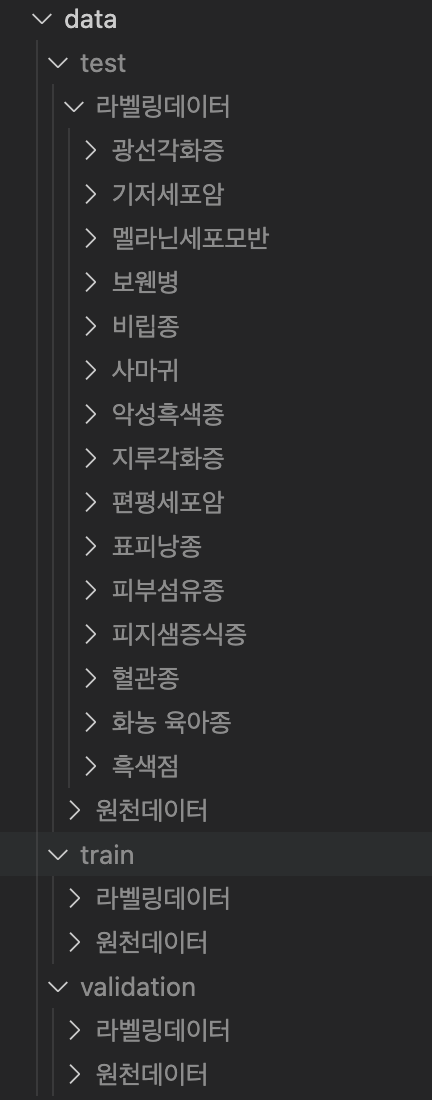 data
test
라벨링데이터
광선각화증
기저세포암
멜라닌세포모반
보웬병
비립종
사마귀
악성흑색종
지루각화증
편평세포암
표피낭종
피부섬유종
피지샘증식증
혈관종
화농 육아종
흑색점
원천데이터
train
라벨링데이터
원천데이터
validation
라벨링데이터
원천데이터